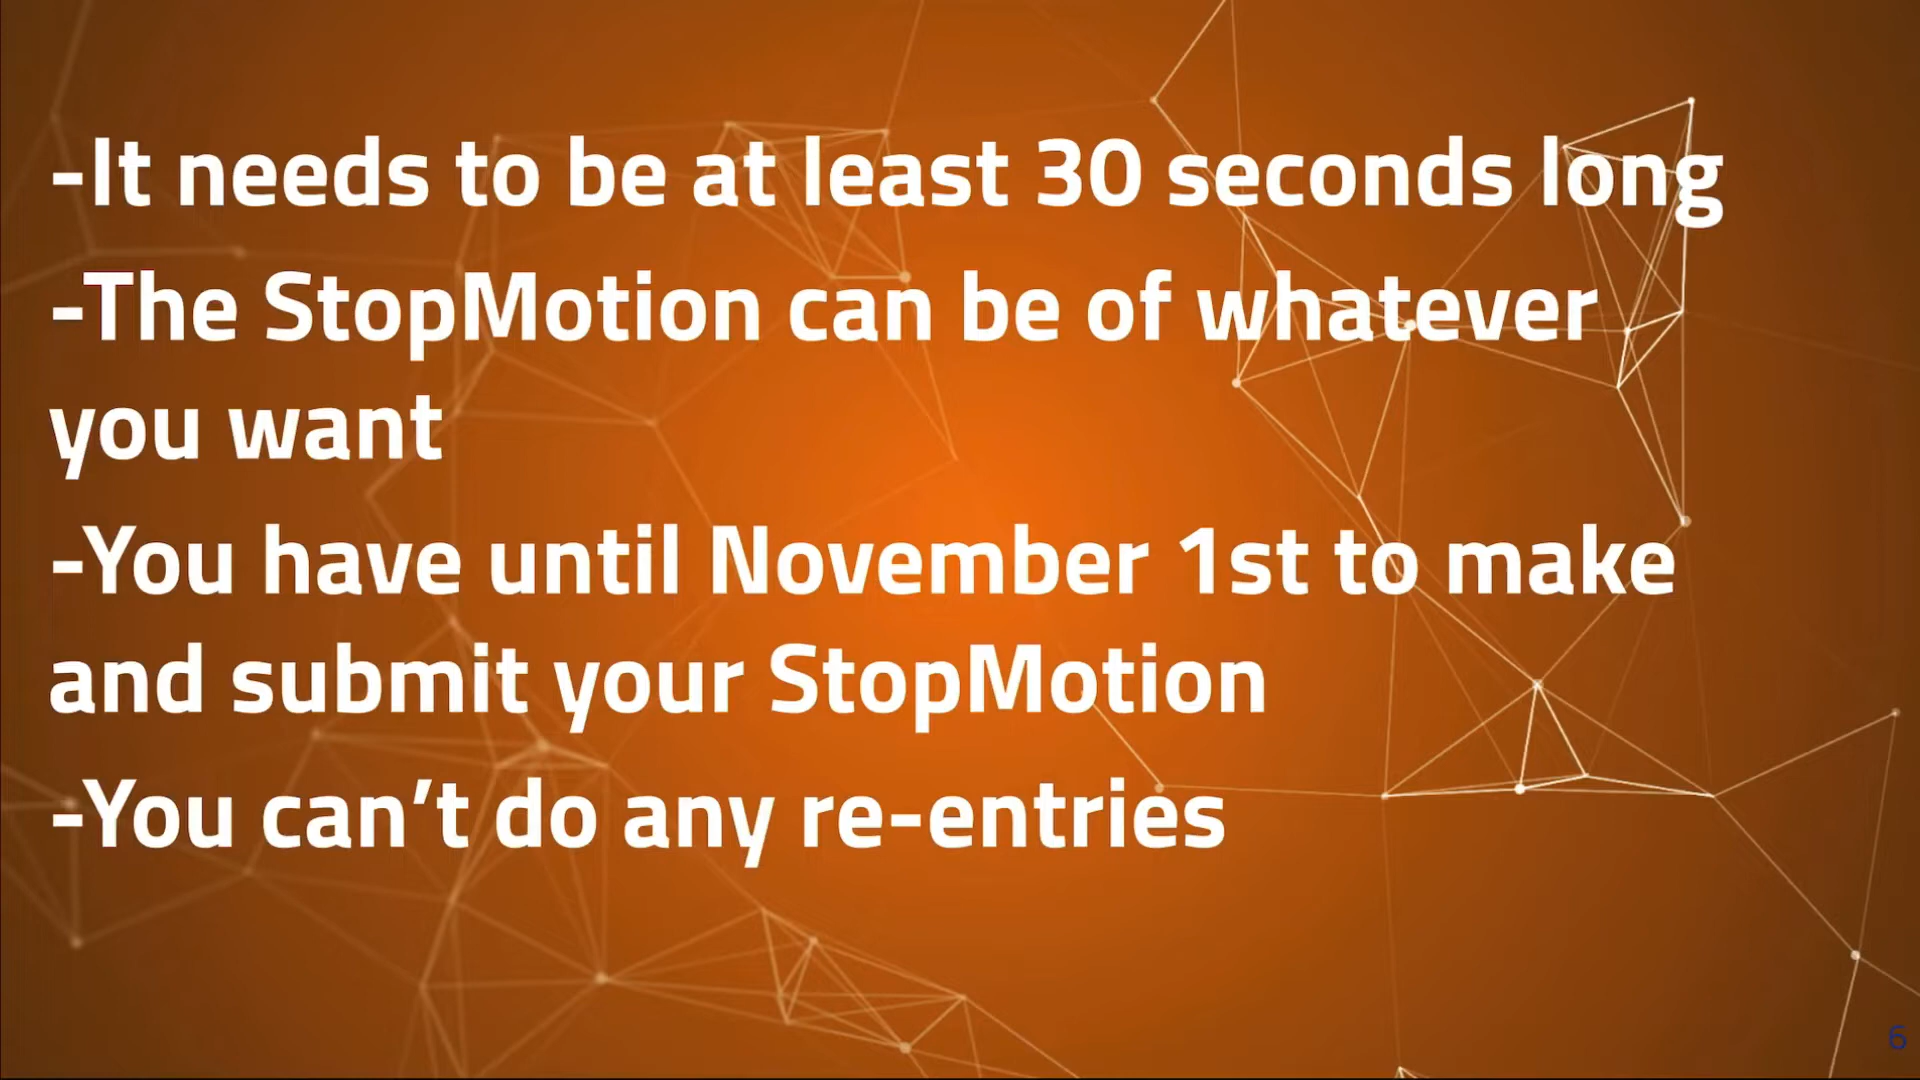 -It needs to be at least 30 seconds long
-The StopMotion can be of whatever
you want
-You have until November 1st to make
and submit your StopMotion
-You can’t do any re-entries
6